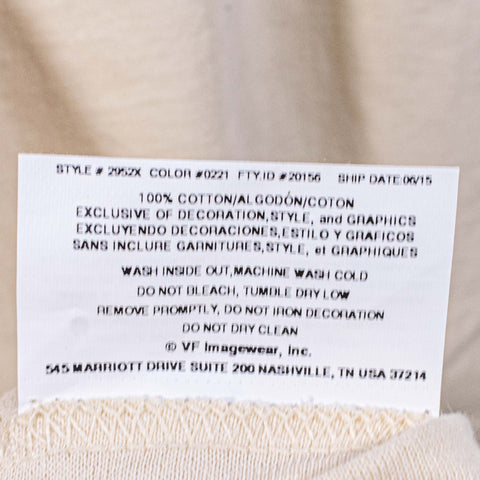 STYLE # 2952X COLOR #0221 FTY.ID #20156 SHIP DATE:06/15
100% COTTON/ALGODÓN/COTON
EXCLUSIVE OF DECORATION,STYLE, and GRAPHICS
EXCLUYENDO DECORACIONES,ESTILO Y GRAFICOS
SANS INCLURE GARNITURES,STYLE, et GRAPHIQUES
WASH INSIDE OUT,MACHINE WASH COLD
DO NOT BLEACH, TUMBLE DRY LOW
REMOVE PROMPTLY, DO NOT IRON DECORATION
DO NOT DRY CLEAN
© VF Imagewear, Inc.
545 MARRIOTT DRIVE SUITE 200 NASHVILLE, TN USA 37214